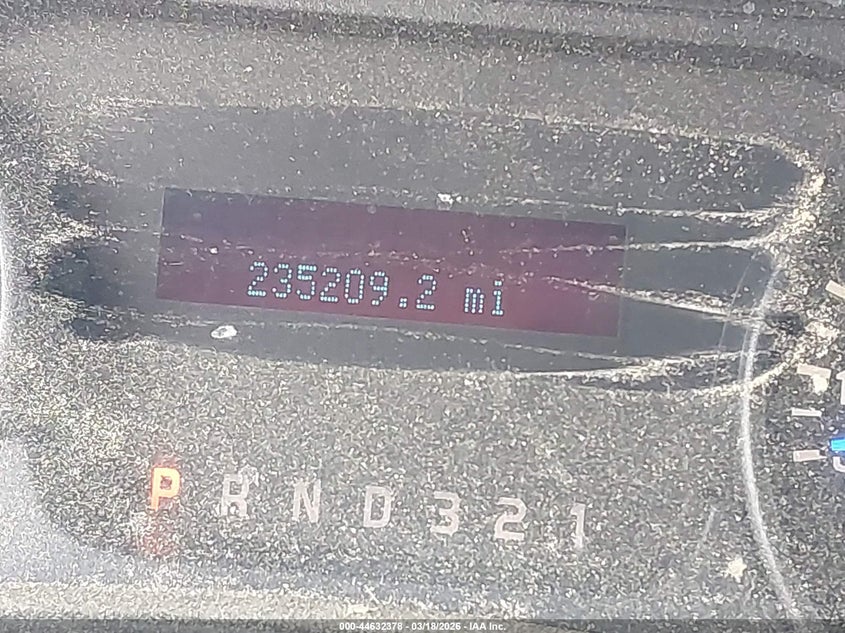 235209.2 mi
P R N D 3 2 1
000-44632378 - 03/18/2026 - IAA Inc.